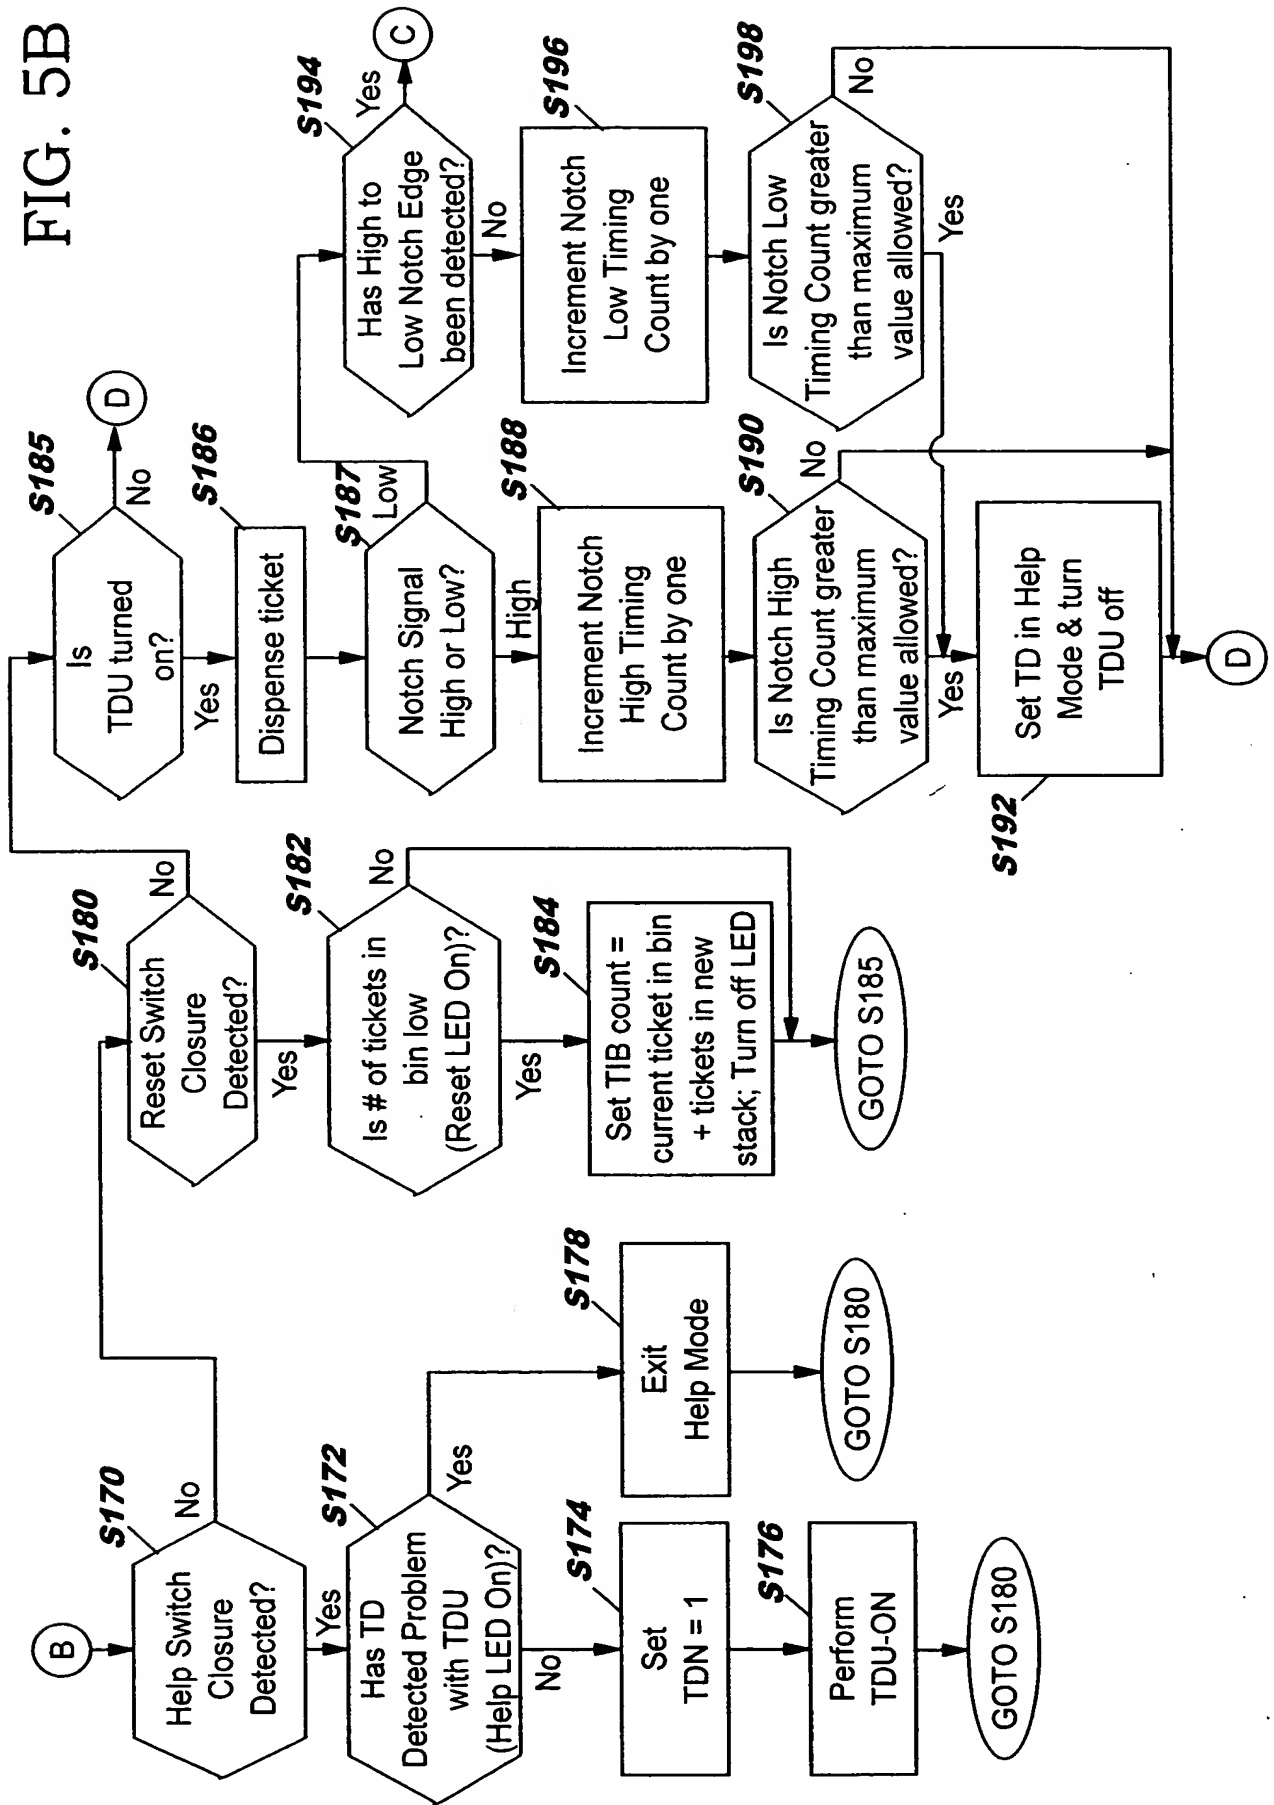 FIG. 5B
B
S170
Help Switch
Closure
Detected?
No
Yes
S172
Has TD
Detected Problem
with TDU
(Help LED On)?
Yes
No
S174
Set
TDN = 1
S176
Perform
TDU-ON
GOTO S180
S178
Exit
Help Mode
GOTO S180
S180
Reset Switch
Closure
Detected?
No
Yes
S182
Is # of tickets in
bin low
(Reset LED On)?
No
Yes
S184
Set TIB count =
current ticket in bin
+ tickets in new
stack; Turn off LED
GOTO S185
S185
Is
TDU turned
on?
No
D
Yes
S186
Dispense ticket
S187
Notch Signal
High or Low?
Low
High
S188
Increment Notch
High Timing
Count by one
S190
Is Notch High
Timing Count greater
than maximum
value allowed?
No
Yes
S192
Set TD in Help
Mode & turn
TDU off
D
S194
Has High to
Low Notch Edge
been detected?
Yes
C
No
S196
Increment Notch
Low Timing
Count by one
S198
Is Notch Low
Timing Count greater
than maximum
value allowed?
No
Yes